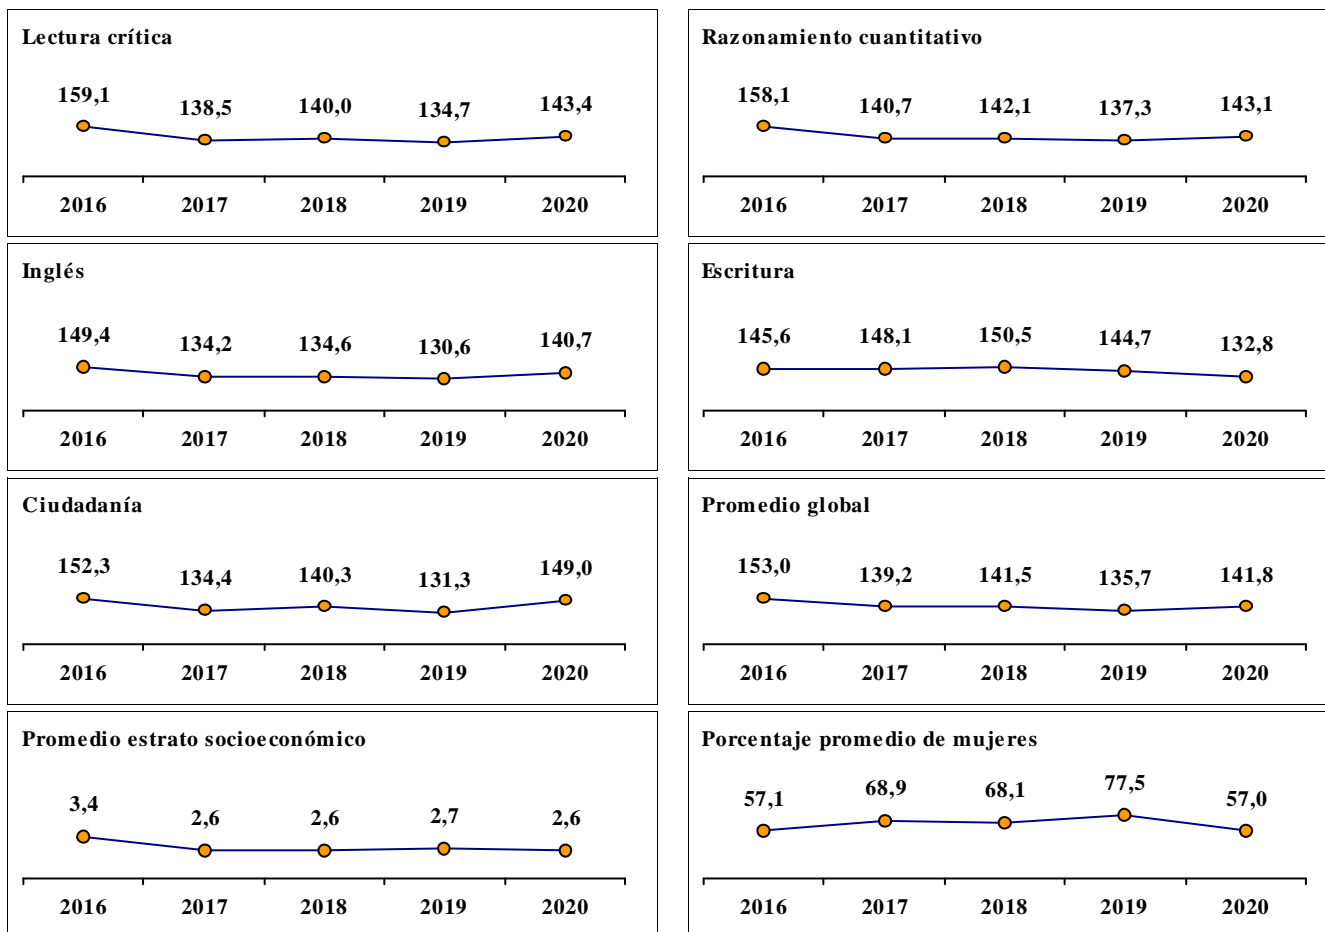 Lectura crítica
159,1 138,5 140,0 134,7 143,4
2016 2017 2018 2019 2020
Razonamiento cuantitativo
158,1 140,7 142,1 137,3 143,1
2016 2017 2018 2019 2020
Inglés
149,4 134,2 134,6 130,6 140,7
2016 2017 2018 2019 2020
Escritura
145,6 148,1 150,5 144,7 132,8
2016 2017 2018 2019 2020
Ciudadanía
152,3 134,4 140,3 131,3 149,0
2016 2017 2018 2019 2020
Promedio global
153,0 139,2 141,5 135,7 141,8
2016 2017 2018 2019 2020
Promedio estrato socioeconómico
3,4 2,6 2,6 2,7 2,6
2016 2017 2018 2019 2020
Porcentaje promedio de mujeres
57,1 68,9 68,1 77,5 57,0
2016 2017 2018 2019 2020